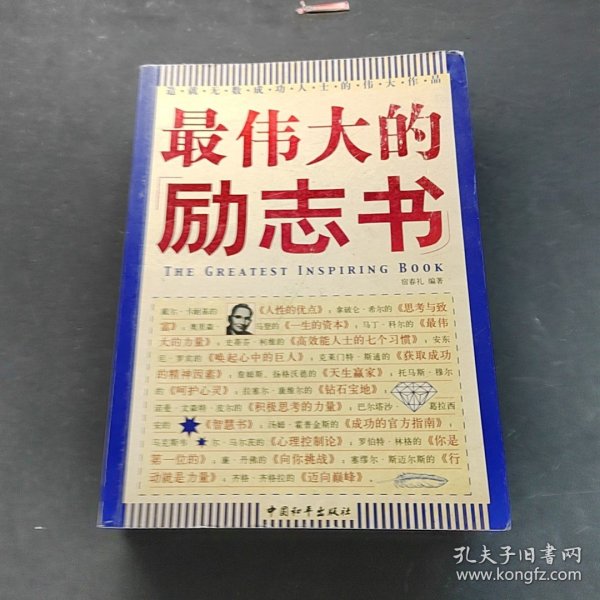 造·就·无·数·成·功·人·士·的·伟·大·作·品
最伟大的
「励志书」
THE GREATEST INSPIRING BOOK
宿春礼 编著
戴尔·卡耐基的《人性的优点》；拿破仑·希尔的《思考与致
富》；奥里森·马登的《一生的资本》；马丁·科尔的《最伟
大的力量》；史蒂芬·柯维的《高效能人士的七个习惯》；安东
尼·罗宾的《唤起心中的巨人》；克莱门特·斯通的《获取成功
的精神因素》；詹姆斯、扬格沃德的《天生赢家》；托马斯·穆尔
的《呵护心灵》；拉塞尔·康维尔的《钻石宝地》；
诺曼·文森特·皮尔的《积极思考的力量》；巴尔塔沙·葛拉西
安的《智慧书》；汤姆·霍普金斯的《成功的官方指南》；
马克斯韦尔·马尔茨的《心理控制论》；罗伯特·林格的《你是
第一位的》；廉·丹佛的《向你挑战》；塞缪尔·斯迈尔斯的《行
动就是力量》；齐格·齐格拉的《迈向巅峰》。
中国和平出版社
孔夫子旧书网
www.kongfz.com